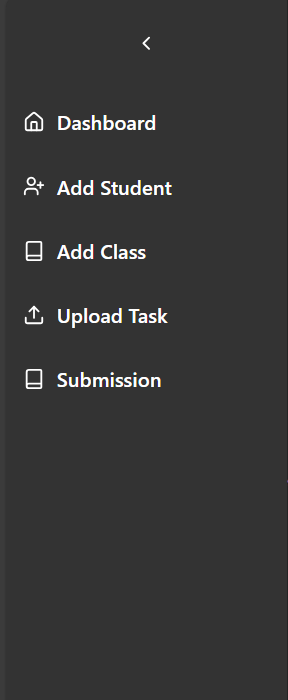 Dashboard
Add Student
Add Class
Upload Task
Submission